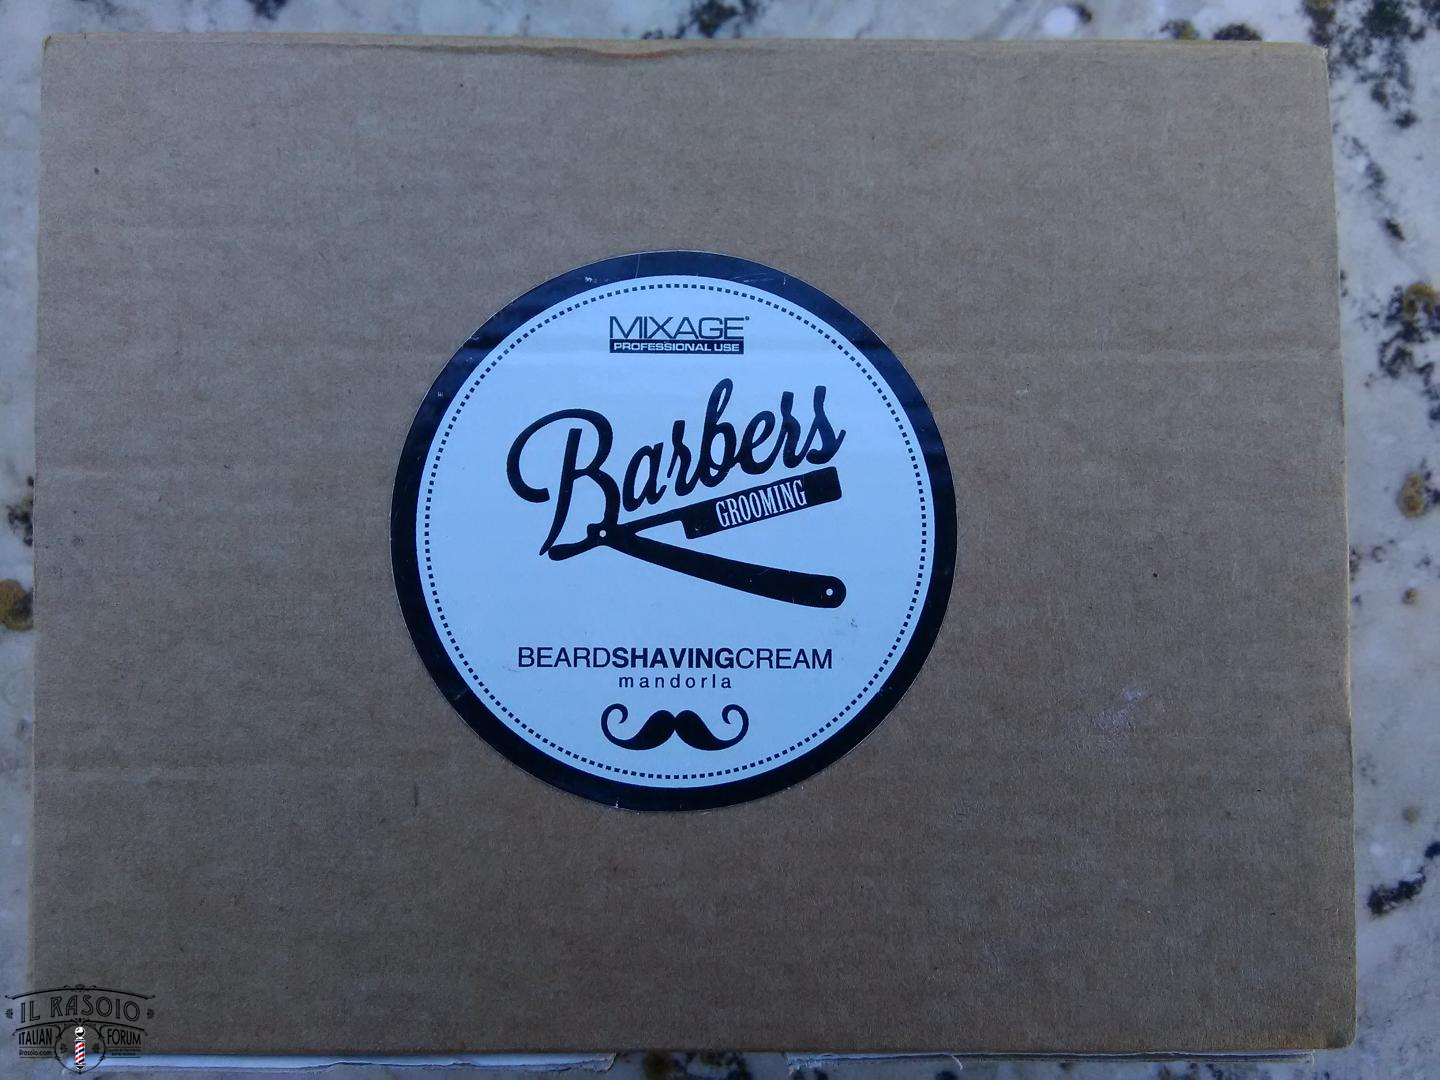 MIXAGE®
PROFESSIONAL USE
Barbers
GROOMING
BEARDSHAVINGCREAM
mandorla
IL RASOIO
ITALIAN FORUM
ilrasoio.com